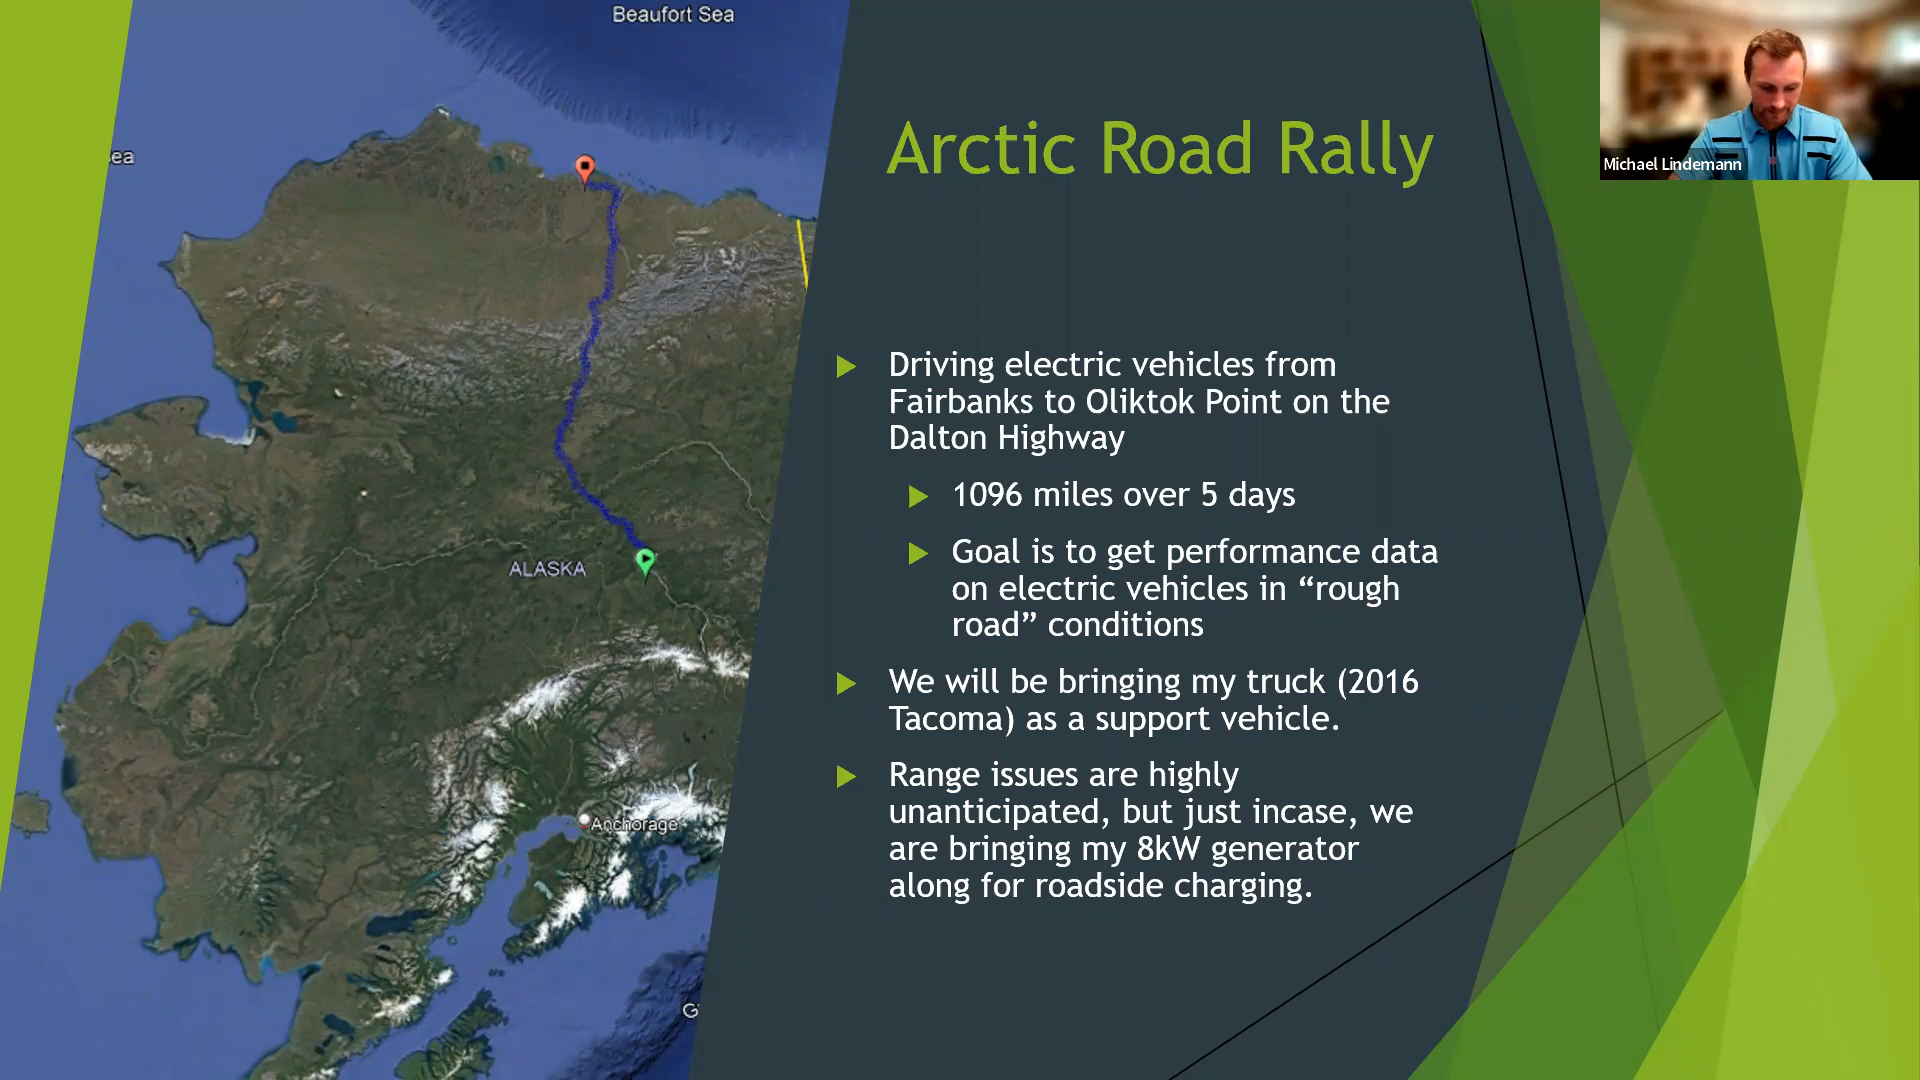 Beaufort Sea
ea
ALASKA
Anchorage
G
Arctic Road Rally
Driving electric vehicles from
Fairbanks to Oliktok Point on the
Dalton Highway
1096 miles over 5 days
Goal is to get performance data
on electric vehicles in “rough
road” conditions
We will be bringing my truck (2016
Tacoma) as a support vehicle.
Range issues are highly
unanticipated, but just incase, we
are bringing my 8kW generator
along for roadside charging.
Michael Lindemann